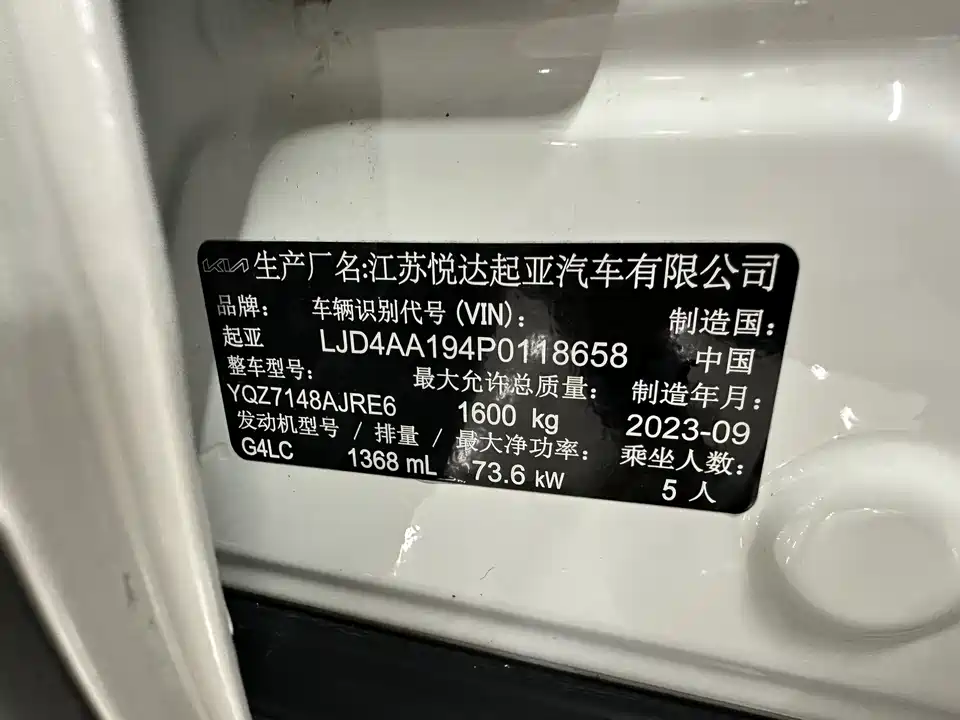 KIA 生产厂名:江苏悦达起亚汽车有限公司
品牌: 车辆识别代号(VIN): 制造国:
起亚 LJD4AA194P0118658 中国
整车型号: 最大允许总质量: 制造年月:
YQZ7148AJRE6 1600 kg 2023-09
发动机型号 / 排量 / 最大净功率: 乘坐人数:
G4LC 1368 mL 73.6 kW 5 人